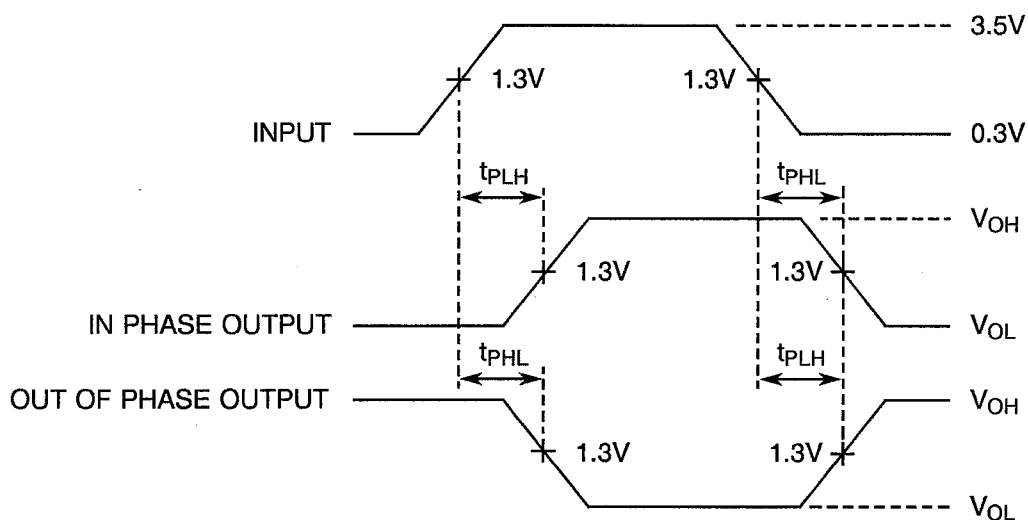 3.5V
1.3V 1.3V
INPUT 0.3V
tPLH tPHL
VOH
1.3V 1.3V
IN PHASE OUTPUT VOL
tPHL tPLH
OUT OF PHASE OUTPUT VOH
1.3V 1.3V
VOL